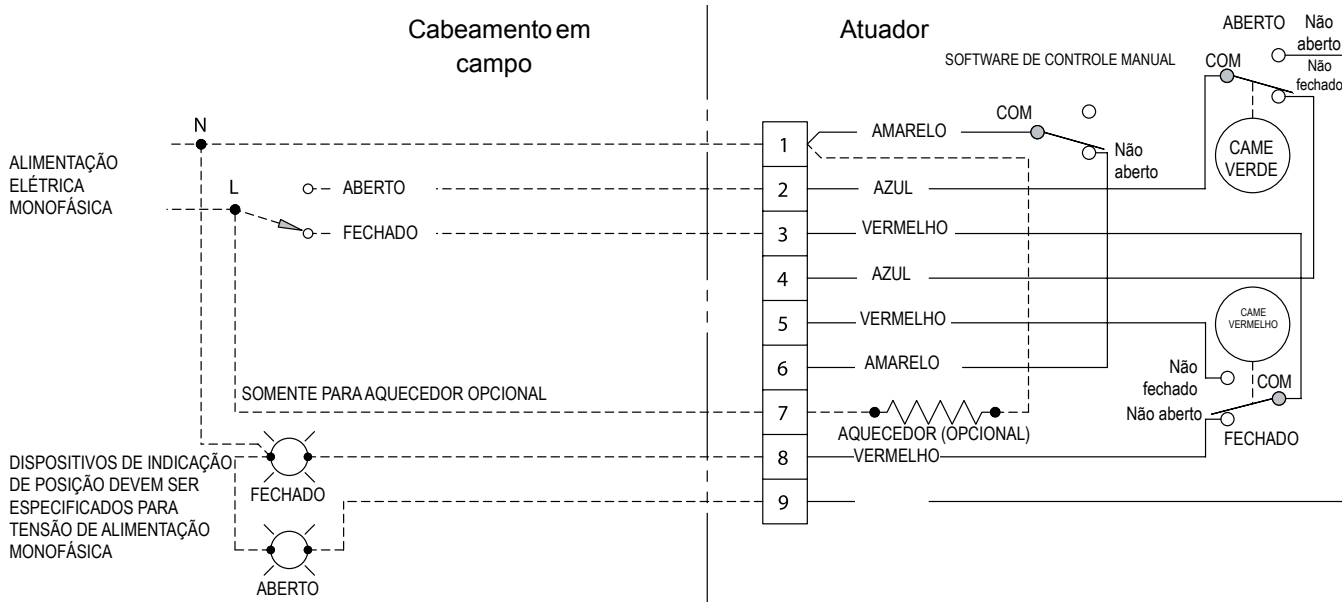 Cabeamento em
campo
Atuador
ABERTO
Não
aberto
Não
fechado
SOFTWARE DE CONTROLE MANUAL
COM
COM
N
1
AMARELO
Não
aberto
CAME
VERDE
ALIMENTAÇÃO
ELÉTRICA
MONOFÁSICA
L
ABERTO
2
AZUL
FECHADO
3
VERMELHO
4
AZUL
5
VERMELHO
CAME
VERMELHO
6
AMARELO
Não
fechado
COM
SOMENTE PARA AQUECEDOR OPCIONAL
7
Não aberto
AQUECEDOR (OPCIONAL)
FECHADO
8
VERMELHO
DISPOSITIVOS DE INDICAÇÃO
DE POSIÇÃO DEVEM SER
ESPECIFICADOS PARA
TENSÃO DE ALIMENTAÇÃO
MONOFÁSICA
FECHADO
9
ABERTO